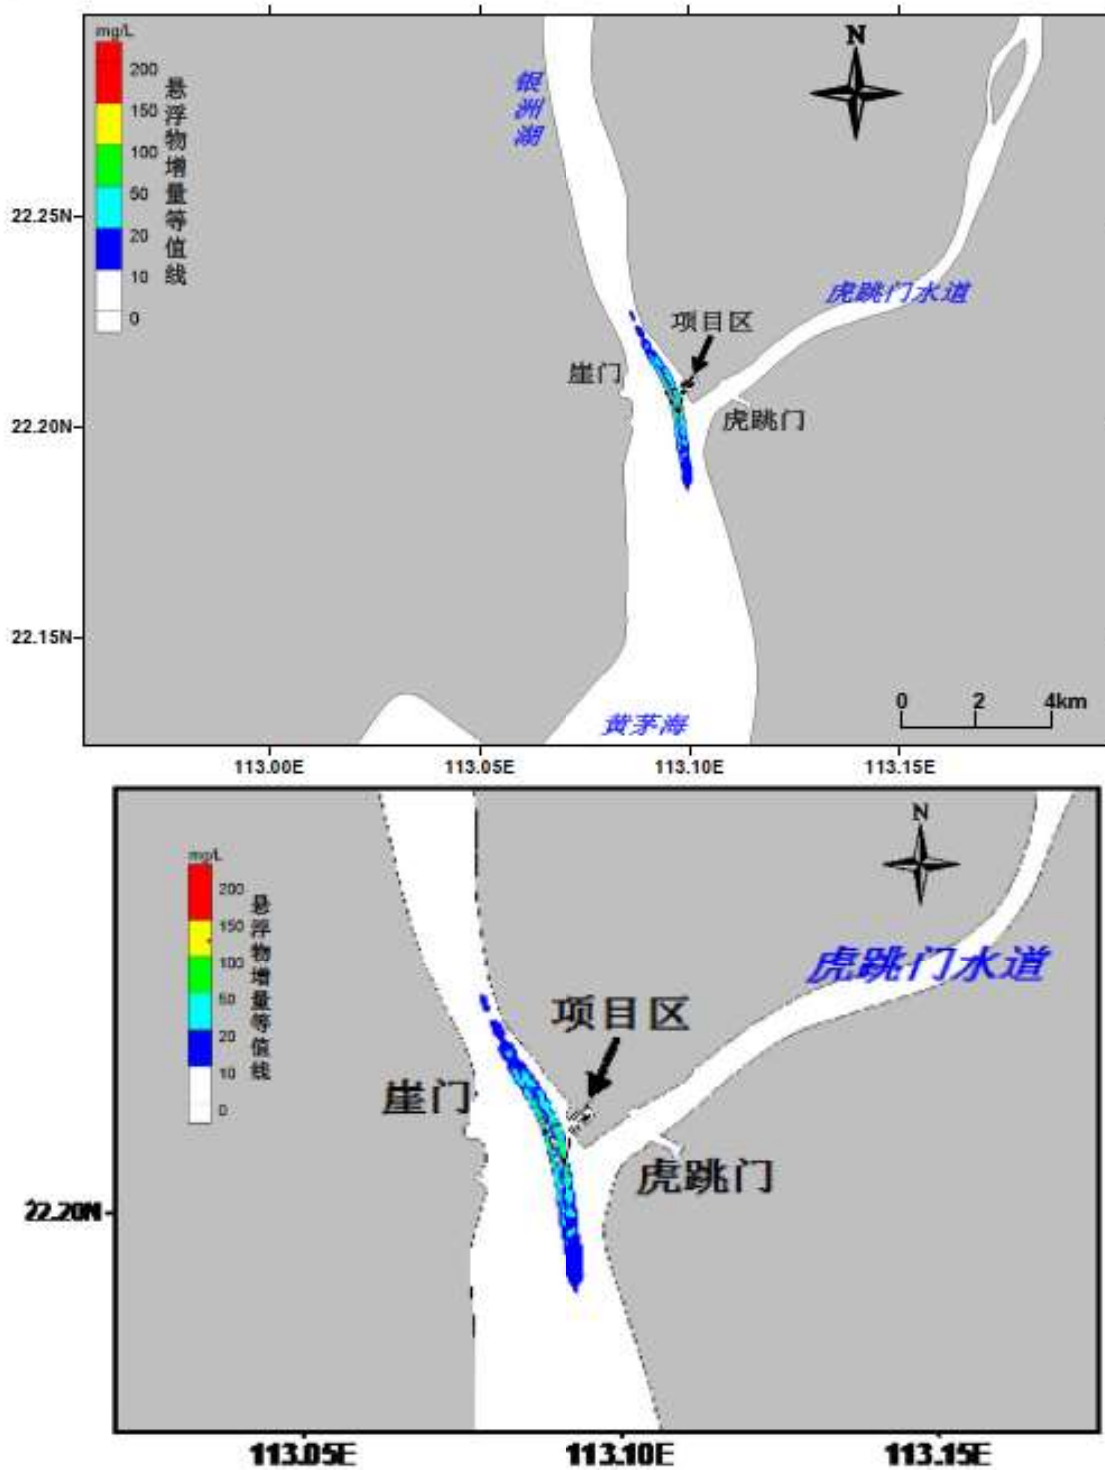 mg/L
200
150
100
50
20
10
0
悬浮物增量等值线
银洲湖
N
虎跳门水道
项目区
崖门
虎跳门
黄茅海
0 2 4km
22.25N
22.20N
22.15N
113.00E 113.05E 113.10E 113.15E
mg/L
200
150
100
50
20
10
0
悬浮物增量等值线
N
虎跳门水道
项目区
崖门
虎跳门
22.20N
113.05E 113.10E 113.15E